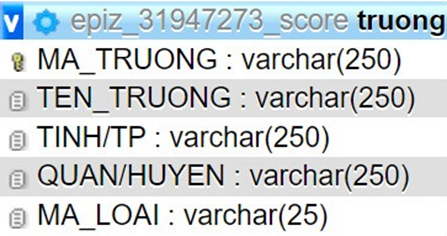 v epiz_31947273_score truong
MA_TRUONG : varchar(250)
TEN_TRUONG : varchar(250)
TINH/TP : varchar(250)
QUAN/HUYEN : varchar(250)
MA_LOAI : varchar(25)